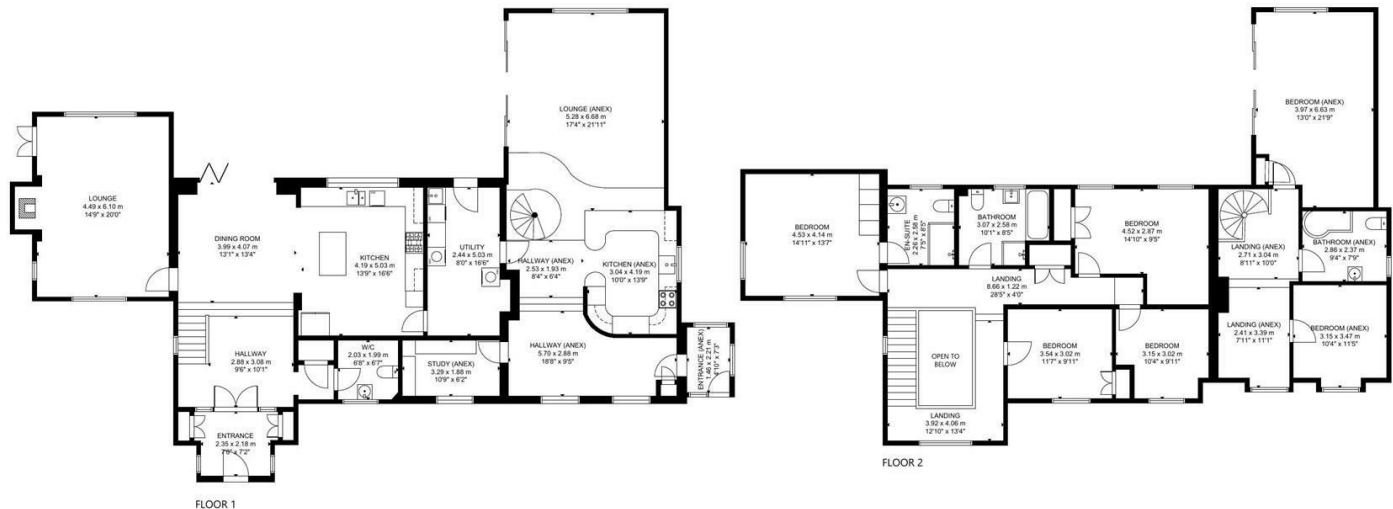 LOUNGE
4.49 x 6.10 m
14'9" x 20'0"
DINING ROOM
3.99 x 4.07 m
13'1" x 13'4"
KITCHEN
4.19 x 5.03 m
13'9" x 16'6"
UTILITY
2.44 x 5.03 m
8'0" x 16'6"
LOUNGE (ANEX)
5.28 x 6.68 m
17'4" x 21'11"
HALLWAY (ANEX)
2.53 x 1.93 m
8'4" x 6'4"
KITCHEN (ANEX)
3.04 x 4.19 m
10'0" x 13'9"
HALLWAY
2.88 x 3.08 m
9'6" x 10'1"
W/C
2.03 x 1.99 m
6'8" x 6'7"
STUDY (ANEX)
3.29 x 1.88 m
10'9" x 6'2"
HALLWAY (ANEX)
5.70 x 2.88 m
18'8" x 9'5"
ENTRANCE (ANEX)
1.46 x 2.21 m
4'10" x 7'3"
ENTRANCE
2.35 x 2.18 m
7'8" x 7'2"
FLOOR 1
BEDROOM
4.53 x 4.14 m
14'11" x 13'7"
EN-SUITE
2.26 x 2.58 m
7'5" x 8'5"
BATHROOM
3.07 x 2.58 m
10'1" x 8'5"
BEDROOM
4.52 x 2.87 m
14'10" x 9'5"
BEDROOM (ANEX)
3.97 x 6.63 m
13'0" x 21'9"
LANDING (ANEX)
2.71 x 3.04 m
8'11" x 10'0"
BATHROOM (ANEX)
2.86 x 2.37 m
9'4" x 7'9"
LANDING
8.66 x 1.22 m
28'5" x 4'0"
OPEN TO
BELOW
BEDROOM
3.54 x 3.02 m
11'7" x 9'11"
BEDROOM
3.15 x 3.02 m
10'4" x 9'11"
LANDING (ANEX)
2.41 x 3.39 m
7'11" x 11'1"
BEDROOM (ANEX)
3.15 x 3.47 m
10'4" x 11'5"
LANDING
3.92 x 4.06 m
12'10" x 13'4"
FLOOR 2